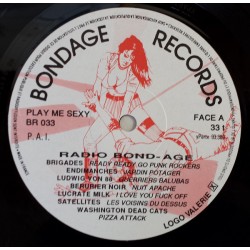 BONDAGE RECORDS
PLAY ME SEXY
BR 033
P.A.I.
FACE A
33 t
RADIO BOND-AGE
BRIGADES - READY READY GO PUNK ROCKERS
ENDIMANCHES - JARDIN POTAGER
LUDWIG VON 88 - GUERRIERS BALUBAS
BERURIER NOIR - NUIT APACHE
LUCRATE MILK - I LOVE YOU FUCK OFF
SATELLITES - LES VOISINS DU DESSUS
WASHINGTON DEAD CATS
PIZZA ATTACK
LOGO VALERIE